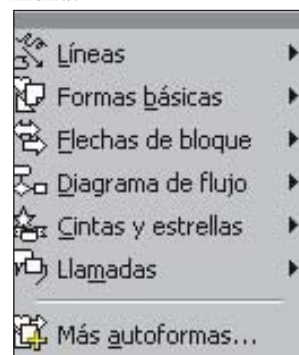 Líneas
Formas básicas
Flechas de bloque
Diagrama de flujo
Cintas y estrellas
Llamadas
Más autoformas...